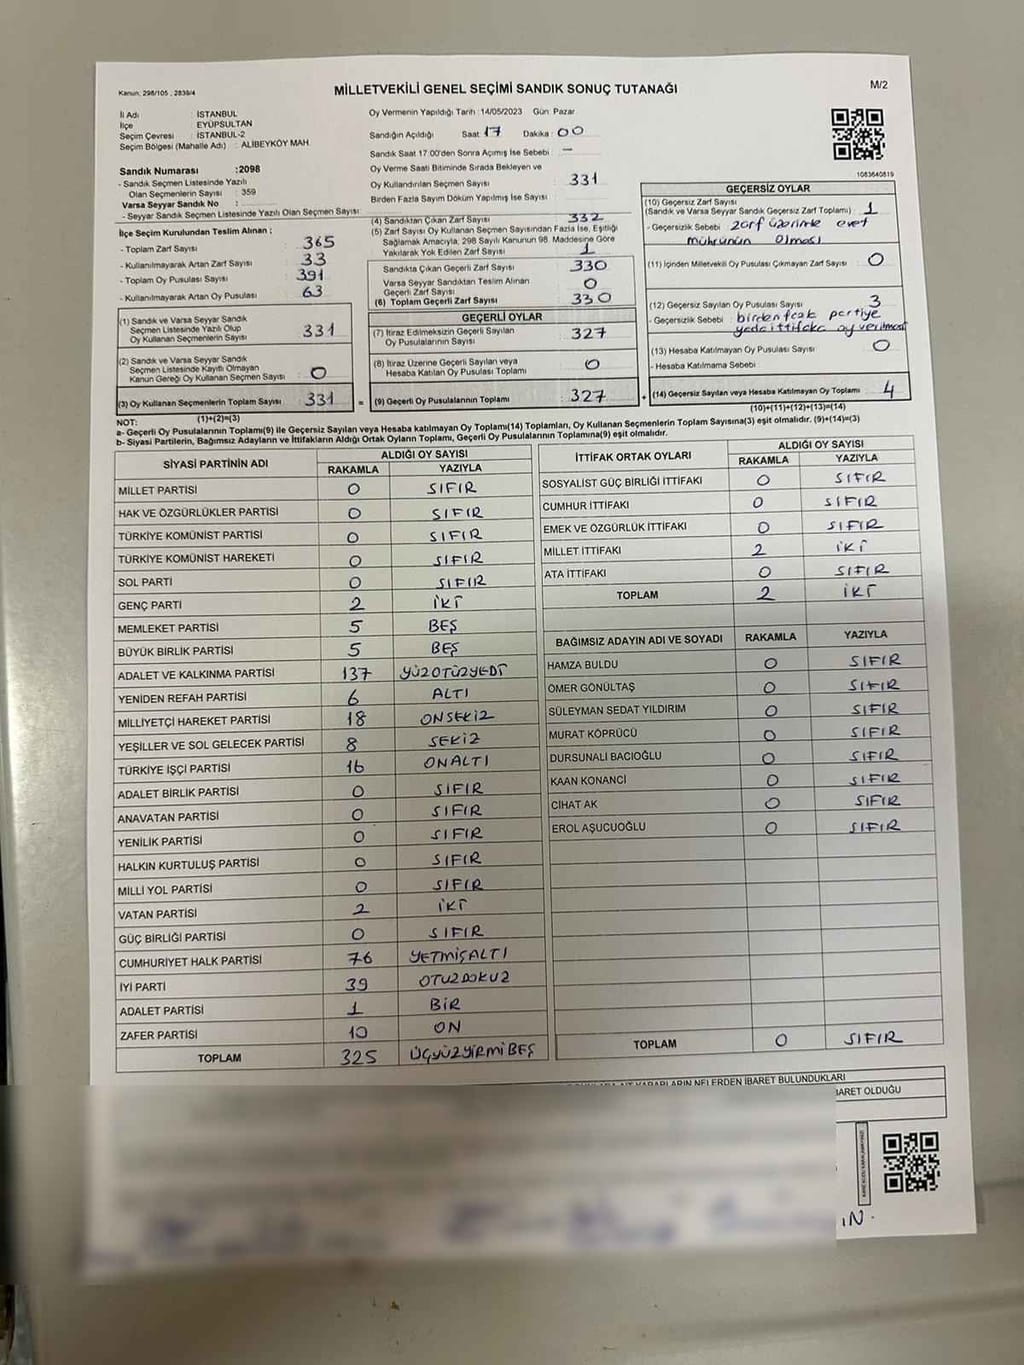 Kanun: 298/105, 2839/4
MİLLETVEKİLİ GENEL SEÇİMİ SANDIK SONUÇ TUTANAĞI
M/2
İl Adı İSTANBUL
İlçe EYÜPSULTAN
Seçim Çevresi : İSTANBUL-2
Seçim Bölgesi (Mahalle Adı) : ALİBEYKÖY MAH.
Oy Vermenin Yapıldığı Tarih : 14/05/2023 Gün Pazar
Sandığın Açıldığı Saat 17 Dakika : 00
Sandık Saat 17:00'den Sonra Açımış İse Sebebi : —
Oy Verme Saati Bitiminde Sırada Bekleyen ve
Oy Kullandırılan Seçmen Sayısı 331
Birden Fazla Sayım Döküm Yapılmış İse Sayısı
1083640819
Sandık Numarası :2098
- Sandık Seçmen Listesinde Yazılı
Olan Seçmenlerin Sayısı : 359
Varsa Seyyar Sandık No :
- Seyyar Sandık Seçmen Listesinde Yazılı Olan Seçmen Sayısı:
İlçe Seçim Kurulundan Teslim Alınan :
- Toplam Zarf Sayısı 365
- Kullanılmayarak Artan Zarf Sayısı 33
- Toplam Oy Pusulası Sayısı 391
- Kullanılmayarak Artan Oy Pusulası 63
(1) Sandık ve Varsa Seyyar Sandık
Seçmen Listesinde Yazılı Olup
Oy Kullanan Seçmenlerin Sayısı 331
(2) Sandık ve Varsa Seyyar Sandık
Seçmen Listesinde Kayıtlı Olmayan
Kanun Gereği Oy Kullanan Seçmen Sayısı 0
(3) Oy Kullanan Seçmenlerin Toplam Sayısı 331 =
(1)+(2)=(3)
(4) Sandıktan Çıkan Zarf Sayısı 332
(5) Zarf Sayısı Oy Kullanan Seçmen Sayısından Fazla İse, Eşitliği
Sağlamak Amacıyla, 298 Sayılı Kanunun 98. Maddesine Göre
Yakılarak Yok Edilen Zarf Sayısı 1
Sandıkta Çıkan Geçerli Zarf Sayısı 330
Varsa Seyyar Sandıktan Teslim Alınan
Geçerli Zarf Sayısı 0
(6) Toplam Geçerli Zarf Sayısı 330
GEÇERLİ OYLAR
(7) İtiraz Edilmeksizin Geçerli Sayılan
Oy Pusulalarının Sayısı 327
(8) İtiraz Üzerine Geçerli Sayılan veya
Hesaba Katılan Oy Pusulası Toplamı 0
(9) Geçerli Oy Pusulalarının Toplamı 327 +
GEÇERSİZ OYLAR
(10) Geçersiz Zarf Sayısı
(Sandık ve Varsa Seyyar Sandık Geçersiz Zarf Toplamı) 1
- Geçersizlik Sebebi zarf üzerinde evet
mührünün olması
(11) İçinden Milletvekili Oy Pusulası Çıkmayan Zarf Sayısı 0
(12) Geçersiz Sayılan Oy Pusulası Sayısı 3
- Geçersizlik Sebebi birden partiye
oy verilmesi
(13) Hesaba Katılmayan Oy Pusulası Sayısı 0
- Hesaba Katılmama Sebebi
(14) Geçersiz Sayılan veya Hesaba Katılmayan Oy Toplamı 4
(10)+(11)+(12)+(13)=(14)
NOT:
a- Geçerli Oy Pusulalarının Toplamı(9) ile Geçersiz Sayılan veya Hesaba katılmayan Oy Toplamı(14) Toplamları, Oy Kullanan Seçmenlerin Toplam Sayısına(3) eşit olmalıdır. (9)+(14)=(3)
b- Siyasi Partilerin, Bağımsız Adayların ve İttifakların Aldığı Ortak Oyların Toplamı, Geçerli Oy Pusulalarının Toplamına(9) eşit olmalıdır.
SİYASİ PARTİNİN ADI ALDIĞI OY SAYISI
RAKAMLA YAZIYLA
MİLLET PARTİSİ 0 SIFIR
HAK VE ÖZGÜRLÜKLER PARTİSİ 0 SIFIR
TÜRKİYE KOMÜNİST PARTİSİ 0 SIFIR
TÜRKİYE KOMÜNİST HAREKETİ 0 SIFIR
SOL PARTİ 0 SIFIR
GENÇ PARTİ 2 İKİ
MEMLEKET PARTİSİ 5 BEŞ
BÜYÜK BİRLİK PARTİSİ 5 BEŞ
ADALET VE KALKINMA PARTİSİ 137 YÜZOTUZYEDİ
YENİDEN REFAH PARTİSİ 6 ALTI
MİLLİYETÇİ HAREKET PARTİSİ 18 ONSEKİZ
YEŞİLLER VE SOL GELECEK PARTİSİ 8 SEKİZ
TÜRKİYE İŞÇİ PARTİSİ 16 ONALTI
ADALET BİRLİK PARTİSİ 0 SIFIR
ANAVATAN PARTİSİ 0 SIFIR
YENİLİK PARTİSİ 0 SIFIR
HALKIN KURTULUŞ PARTİSİ 0 SIFIR
MİLLİ YOL PARTİSİ 0 SIFIR
VATAN PARTİSİ 2 İKİ
GÜÇ BİRLİĞİ PARTİSİ 0 SIFIR
CUMHURİYET HALK PARTİSİ 76 YETMİŞALTI
İYİ PARTİ 39 OTUZDOKUZ
ADALET PARTİSİ 1 BİR
ZAFER PARTİSİ 10 ON
TOPLAM 325 ÜÇYÜZYİRMİBEŞ
İTTİFAK ORTAK OYLARI ALDIĞI OY SAYISI
RAKAMLA YAZIYLA
SOSYALİST GÜÇ BİRLİĞİ İTTİFAKI 0 SIFIR
CUMHUR İTTİFAKI 0 SIFIR
EMEK VE ÖZGÜRLÜK İTTİFAKI 0 SIFIR
MİLLET İTTİFAKI 2 İKİ
ATA İTTİFAKI 0 SIFIR
TOPLAM 2 İKİ
BAĞIMSIZ ADAYIN ADI VE SOYADI RAKAMLA YAZIYLA
HAMZA BULDU 0 SIFIR
ÖMER GÖNÜLTAŞ 0 SIFIR
SÜLEYMAN SEDAT YILDIRIM 0 SIFIR
MURAT KÖPRÜCÜ 0 SIFIR
DURSUNALİ BACIOĞLU 0 SIFIR
KAAN KONANCİ 0 SIFIR
CİHAT AK 0 SIFIR
EROL AŞUCUOĞLU 0 SIFIR
TOPLAM 0 SIFIR
KARARLARIN NELERDEN İBARET BULUNDUKLARI
İBARET OLDUĞU
IN.